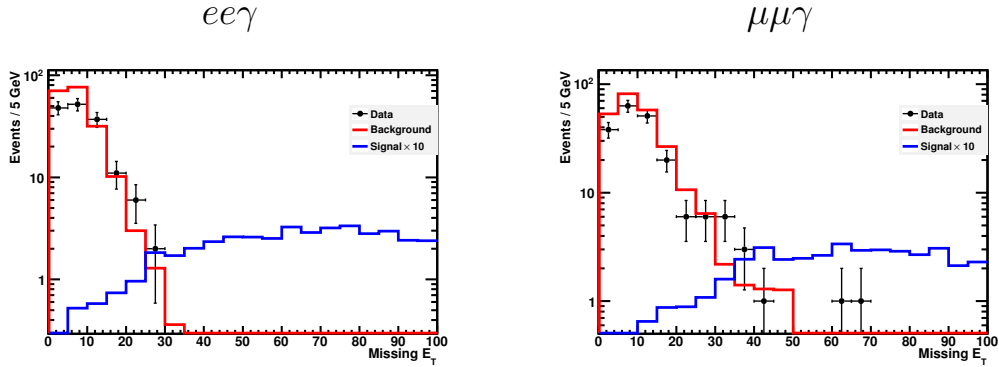 eeγ
μμγ
Events / 5 GeV
10²
10
1
Data
Background
Signal × 10
0 10 20 30 40 50 60 70 80 90 100
Missing E_T
Events / 5 GeV
10²
10
1
Data
Background
Signal × 10
0 10 20 30 40 50 60 70 80 90 100
Missing E_T